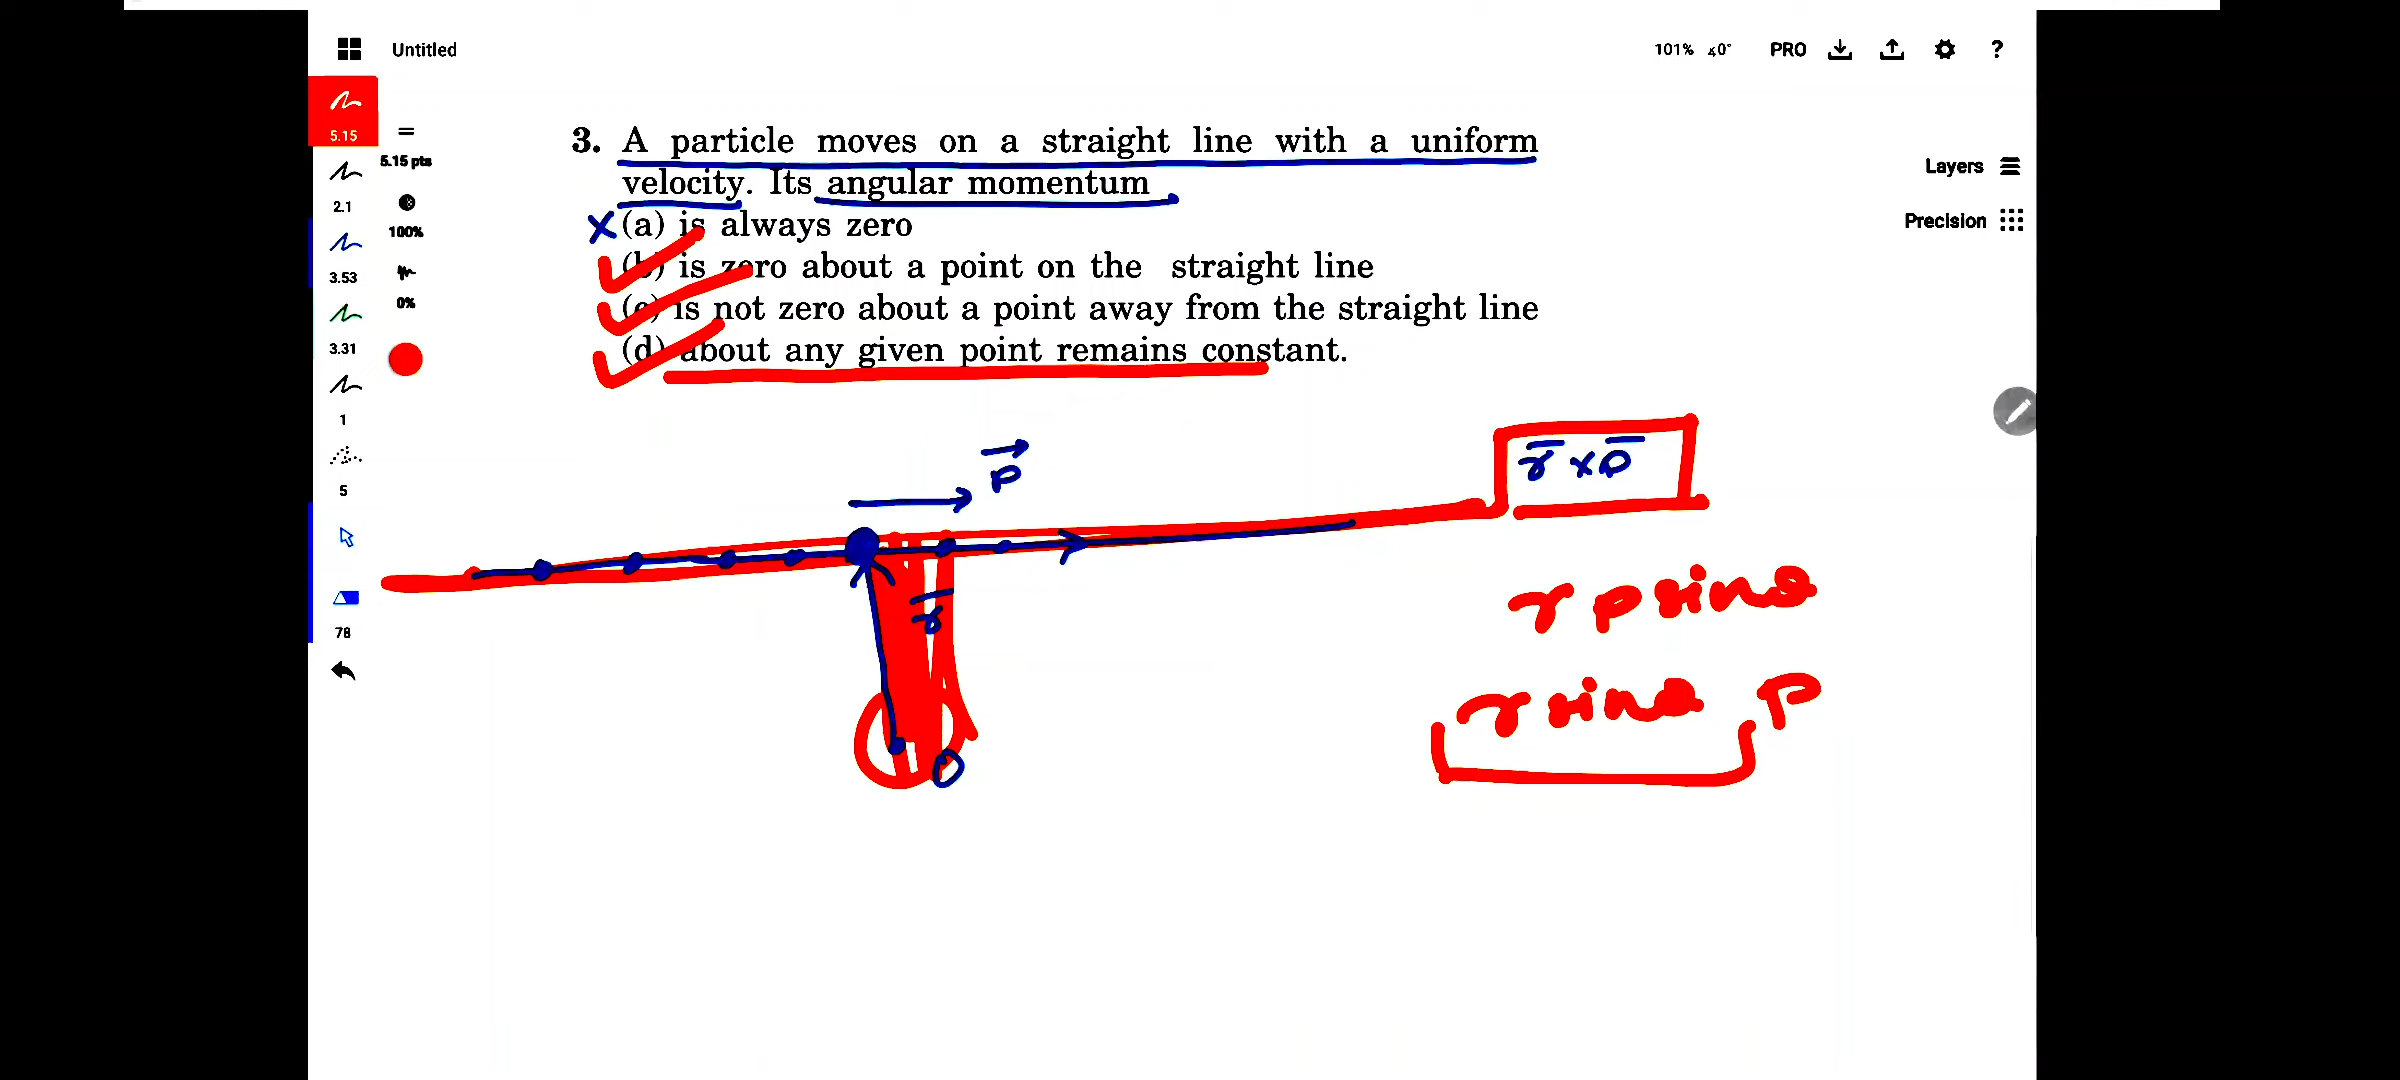 Untitled
101% ⦟0° PRO ?
5.15
5.15 pts
Layers
2.1
100%
Precision
3.53
0%
3.31
1
5
78
3. A particle moves on a straight line with a uniform
velocity. Its angular momentum
X (a) is always zero
(b) is zero about a point on the straight line
(c) is not zero about a point away from the straight line
(d) about any given point remains constant.
P
r × P
r
r p sinθ
r sinθ P
O